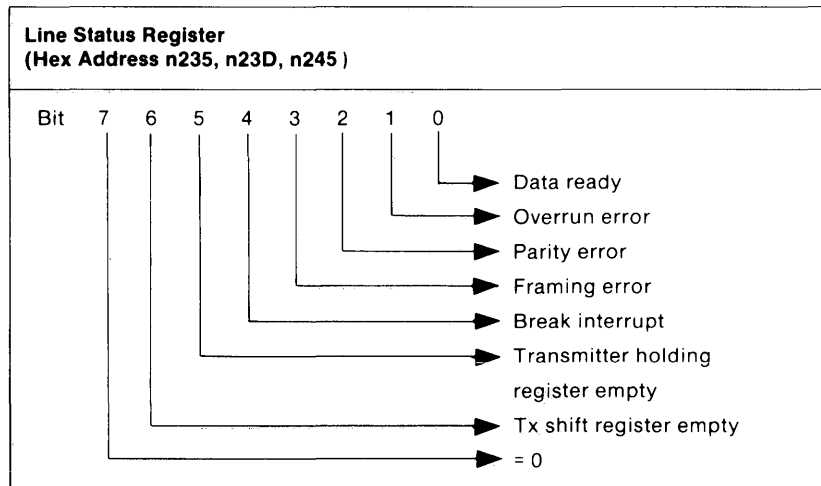 Line Status Register
(Hex Address n235, n23D, n245 )
Bit 7 6 5 4 3 2 1 0
Data ready
Overrun error
Parity error
Framing error
Break interrupt
Transmitter holding
register empty
Tx shift register empty
= 0